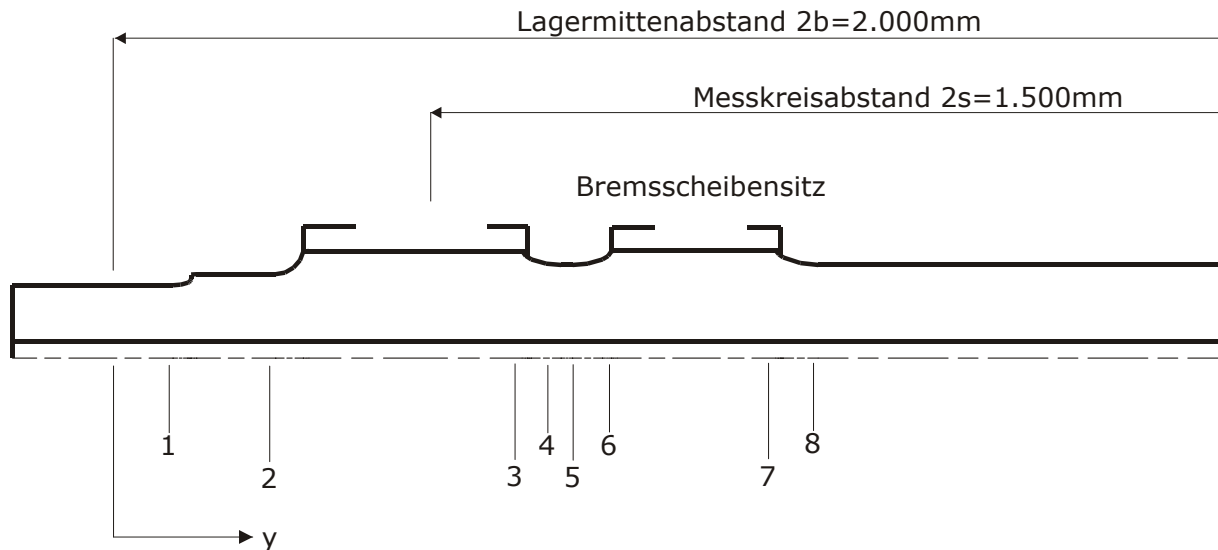 Lagermittenabstand 2b=2.000mm
Messkreisabstand 2s=1.500mm
Bremsscheibensitz
1
2
3
4
5
6
7
8
y